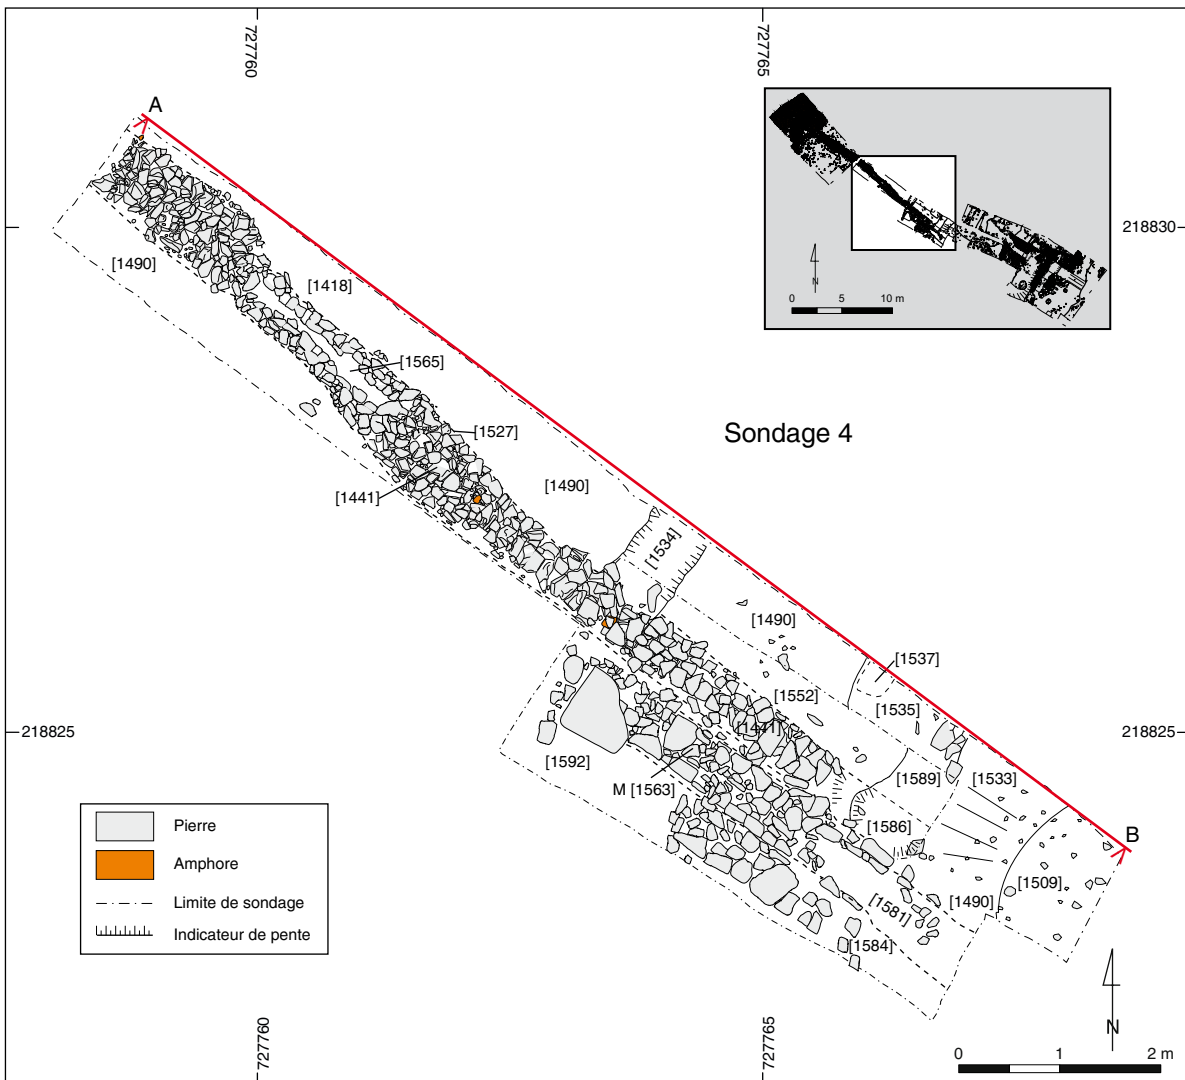 727760
727765
A
218830
0 5 10 m
[1490]
[1418]
[1565]
Sondage 4
[1527]
[1441]
[1490]
[1534]
[1490]
[1537]
[1552]
[1535]
218825
[1441]
218825
[1592]
M [1563]
[1589]
[1533]
[1586]
B
[1509]
[1490]
[1581]
[1584]
Pierre
Amphore
Limite de sondage
Indicateur de pente
N
727760
727765
0 1 2 m